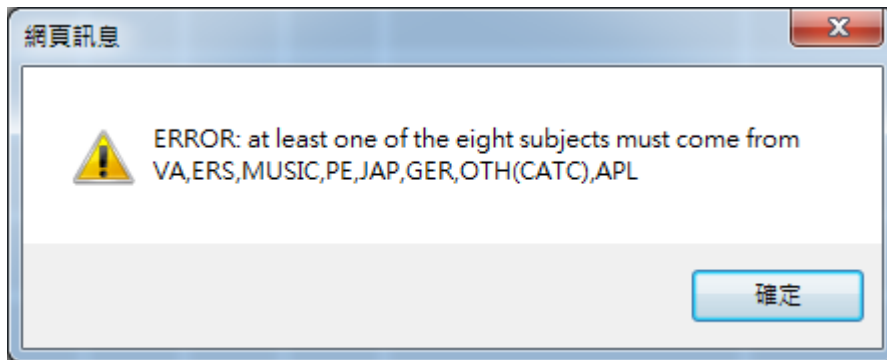 網頁訊息
ERROR: at least one of the eight subjects must come from
VA,ERS,MUSIC,PE,JAP,GER,OTH(CATC),APL
確定